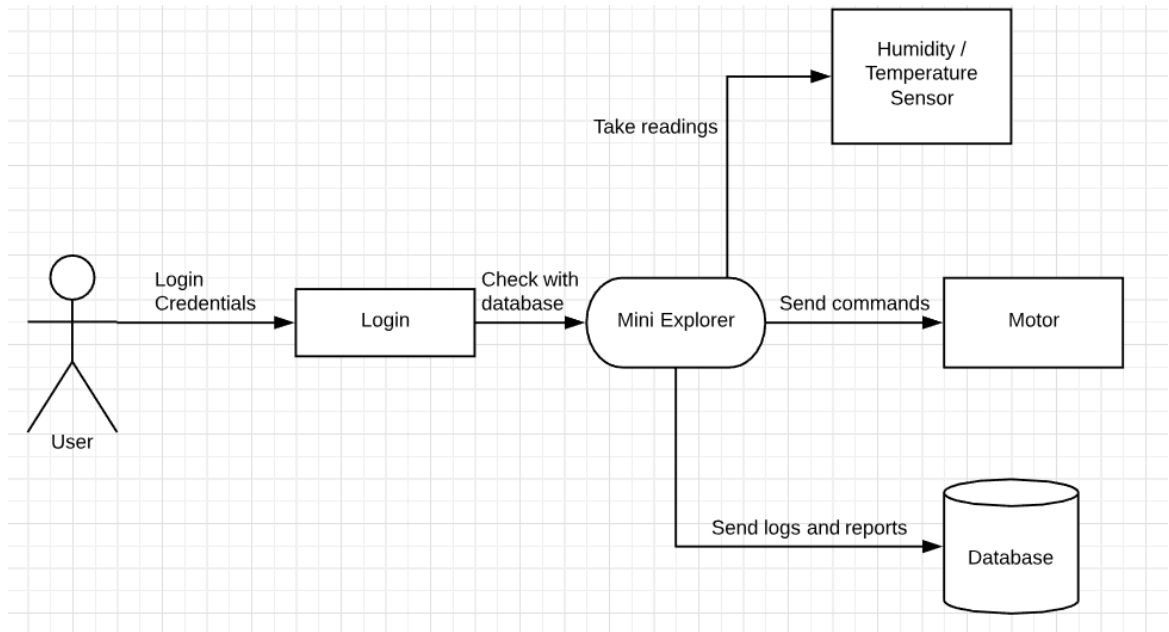 Humidity /
Temperature
Sensor
Take readings
Login
Credentials
Check with
database
Login
Mini Explorer
Send commands
Motor
User
Send logs and reports
Database